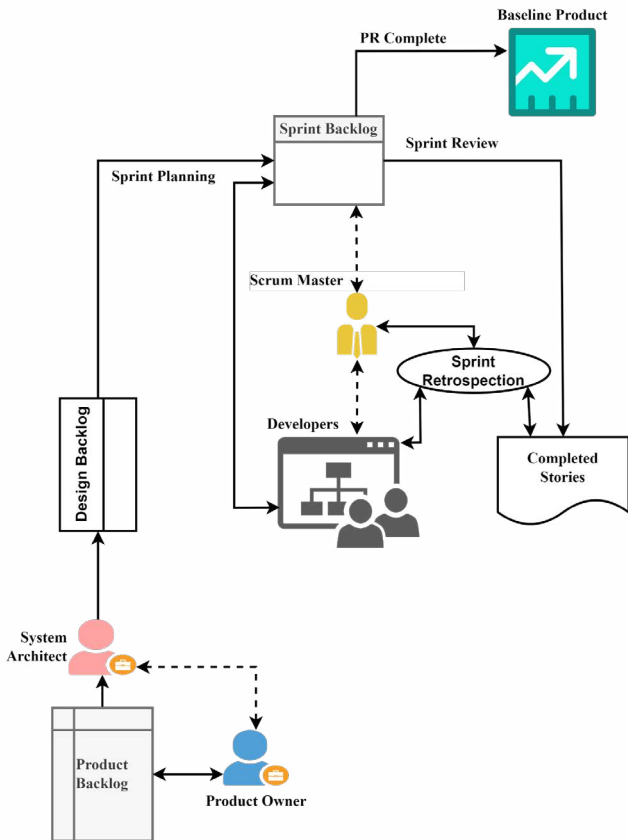 Baseline Product
PR Complete
Sprint Backlog
Sprint Review
Sprint Planning
Scrum Master
Sprint
Retrospection
Developers
Design Backlog
Completed
Stories
System
Architect
Product
Backlog
Product Owner